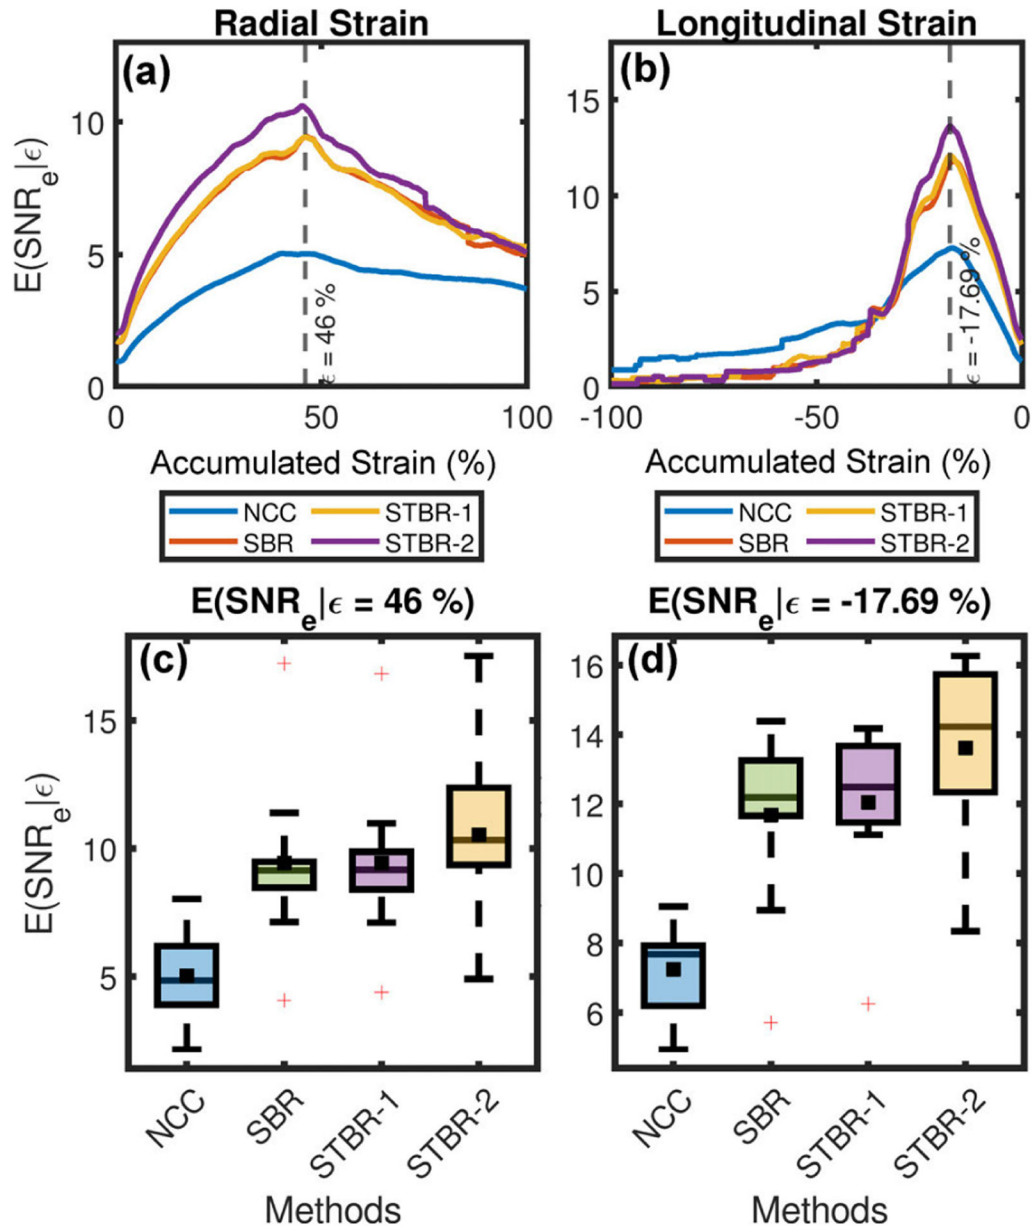 Radial Strain
Longitudinal Strain
(a)
(b)
E(SNRe|ϵ)
10
5
0
15
10
5
0
ϵ = 46 %
ϵ = -17.69 %
0 50 100
-100 -50 0
Accumulated Strain (%)
Accumulated Strain (%)
NCC STBR-1
SBR STBR-2
NCC STBR-1
SBR STBR-2
E(SNRe|ϵ = 46 %)
E(SNRe|ϵ = -17.69 %)
(c)
(d)
E(SNRe|ϵ)
15
10
5
16
14
12
10
8
6
NCC
SBR
STBR-1
STBR-2
NCC
SBR
STBR-1
STBR-2
Methods
Methods